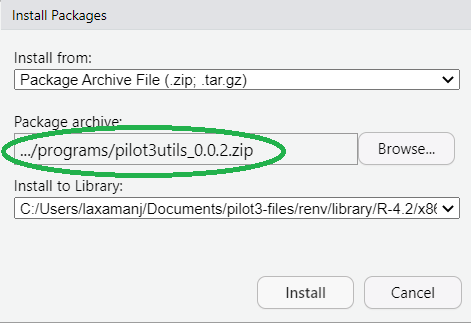 Install Packages
Install from:
Package Archive File (.zip; .tar.gz)
Package archive:
.../programs/pilot3utils_0.0.2.zip
Browse...
Install to Library:
C:/Users/laxamanj/Documents/pilot3-files/renv/library/R-4.2/x86
Install
Cancel